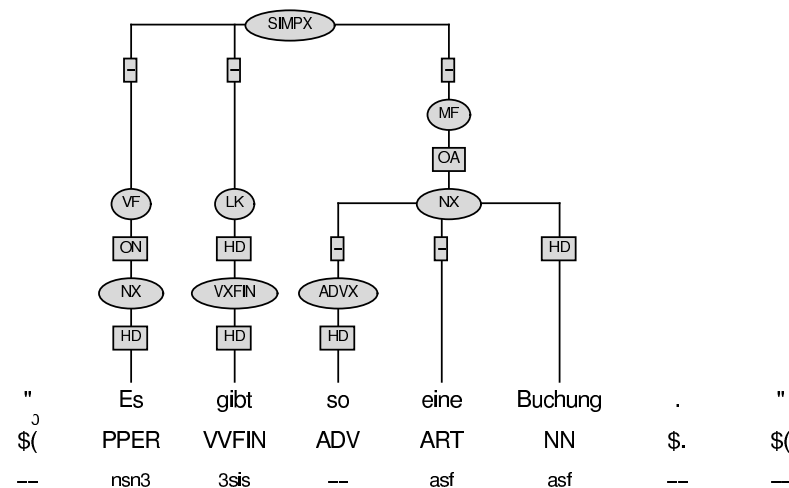 SIMPX
– – –
MF
OA
VF LK NX
ON HD – – HD
NX VXFIN ADVX
HD HD HD
" Es gibt so eine Buchung . "
$( PPER VVFIN ADV ART NN $. $(
-- nsn3 3sis -- asf asf -- --